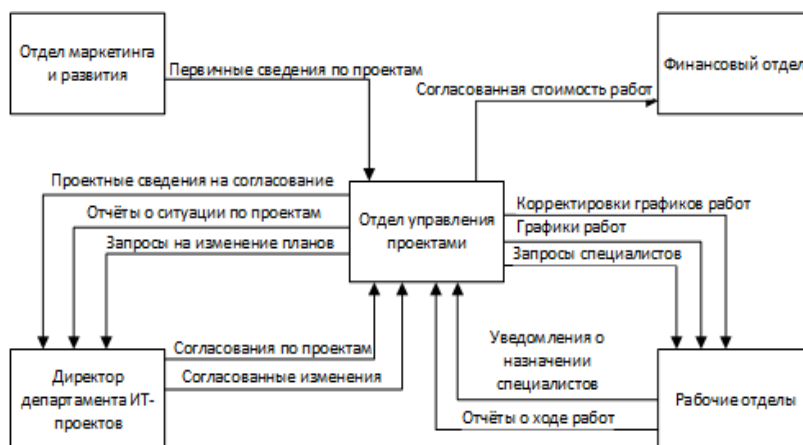 Отдел маркетинга
и развития
Финансовый отдел
Первичные сведения по проектам
Согласованная стоимость работ
Проектные сведения на согласование
Отчёты о ситуации по проектам
Запросы на изменение планов
Отдел управления
проектами
Корректировки графиков работ
Графики работ
Запросы специалистов
Согласования по проектам
Согласованные изменения
Уведомления о
назначении
специалистов
Отчёты о ходе работ
Директор
департамента ИТ-
проектов
Рабочие отделы